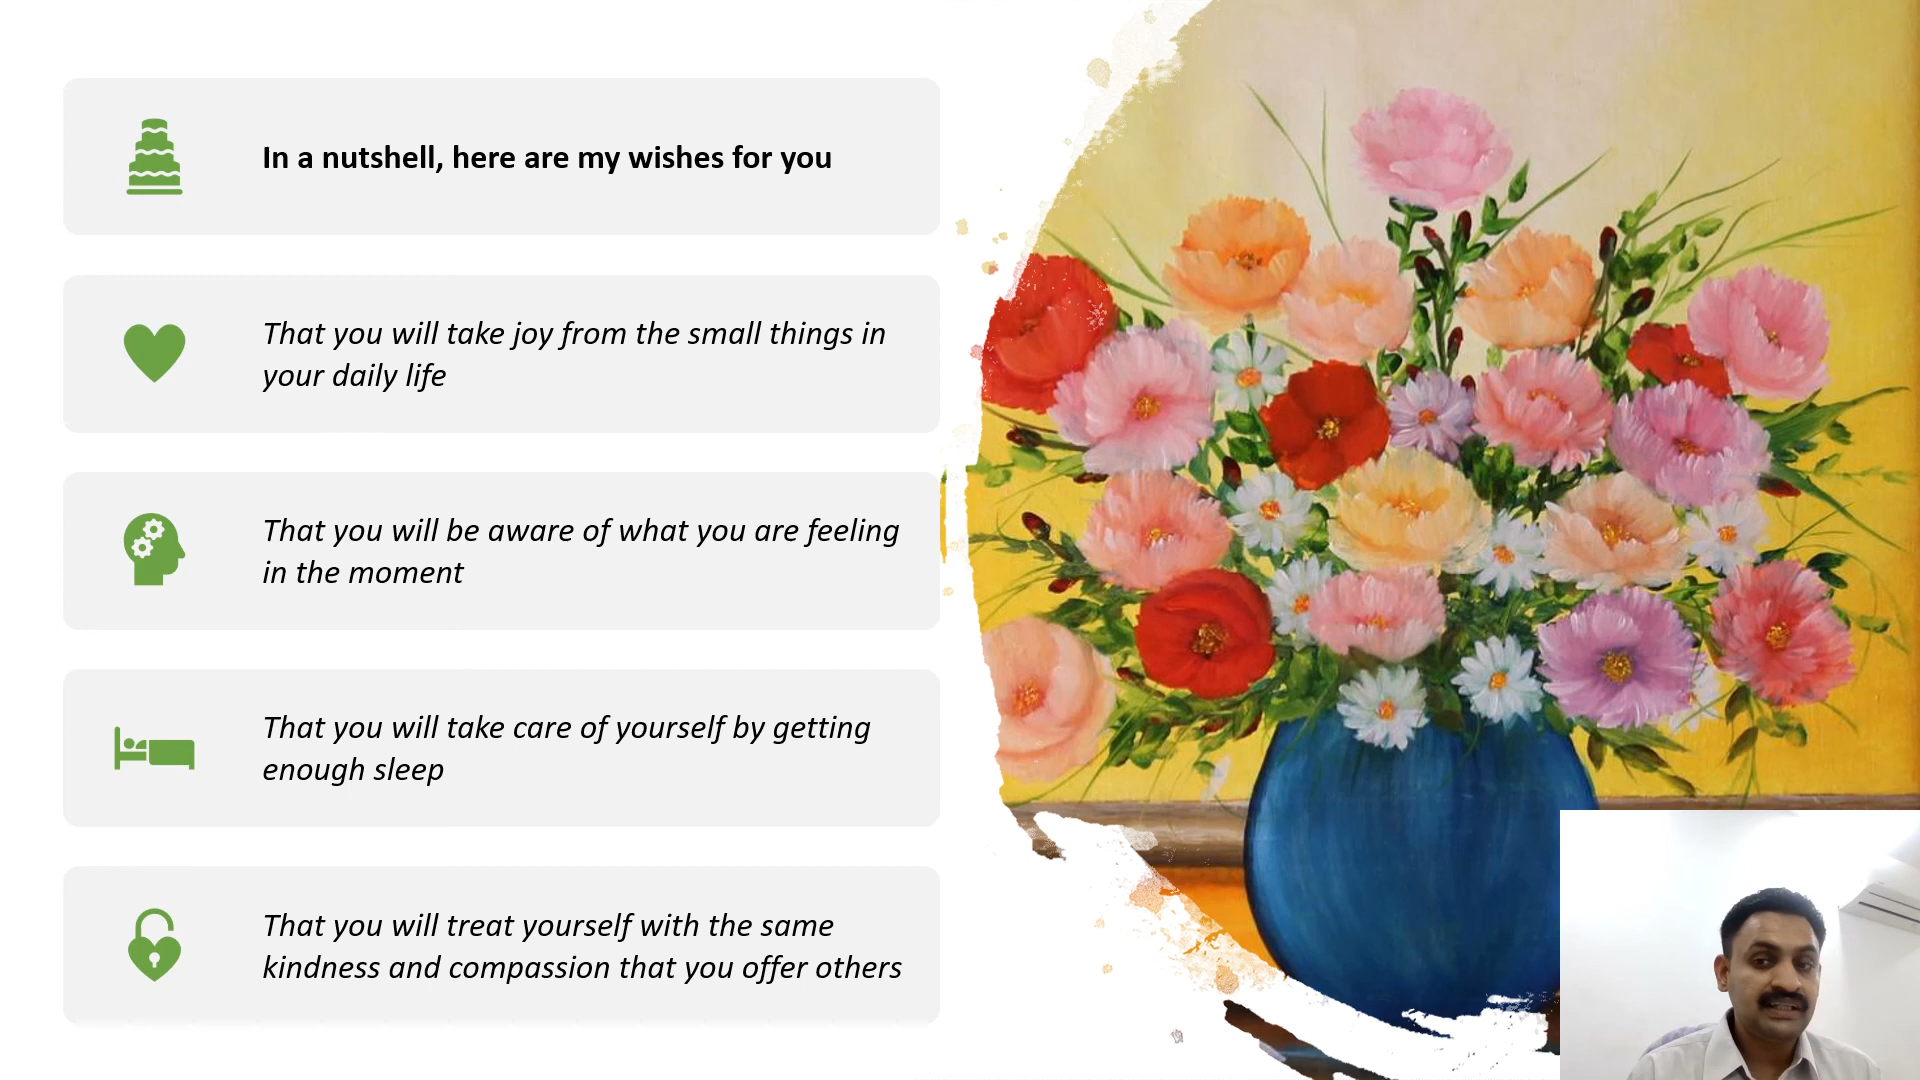 In a nutshell, here are my wishes for you
That you will take joy from the small things in
your daily life
That you will be aware of what you are feeling
in the moment
That you will take care of yourself by getting
enough sleep
That you will treat yourself with the same
kindness and compassion that you offer others